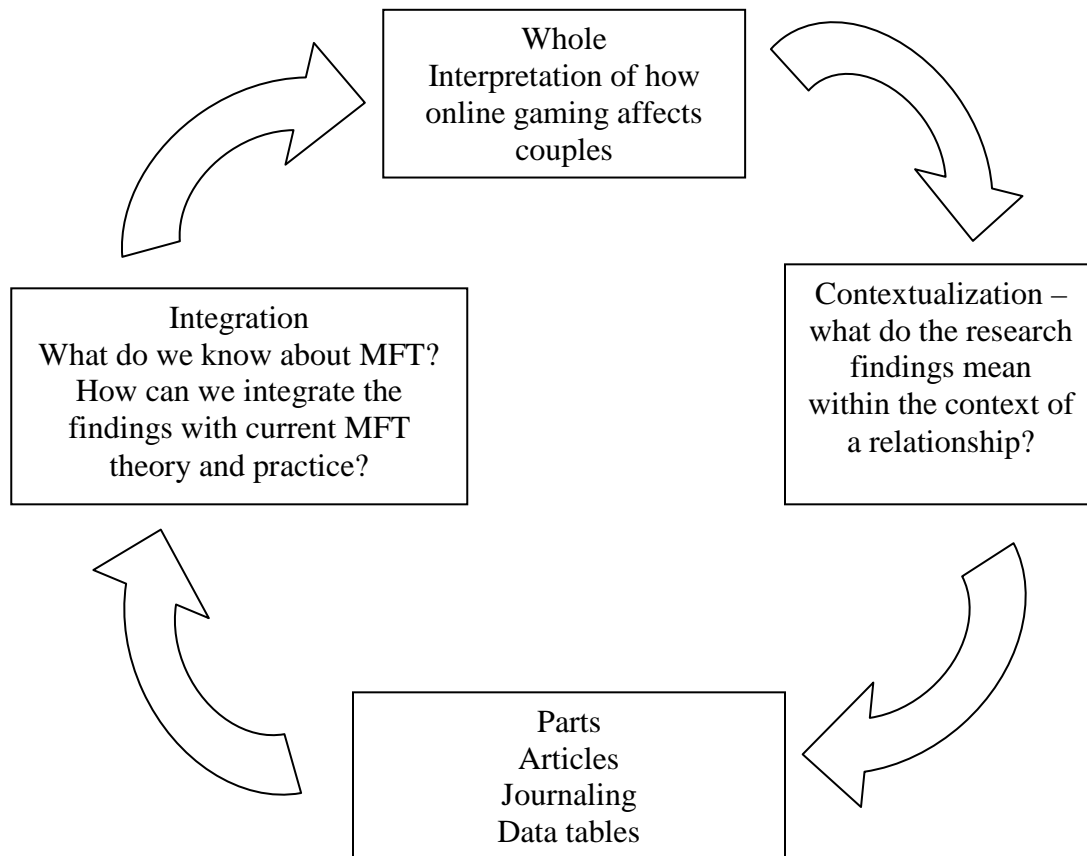 Whole
Interpretation of how
online gaming affects
couples
Contextualization –
what do the research
findings mean
within the context of
a relationship?
Parts
Articles
Journaling
Data tables
Integration
What do we know about MFT?
How can we integrate the
findings with current MFT
theory and practice?